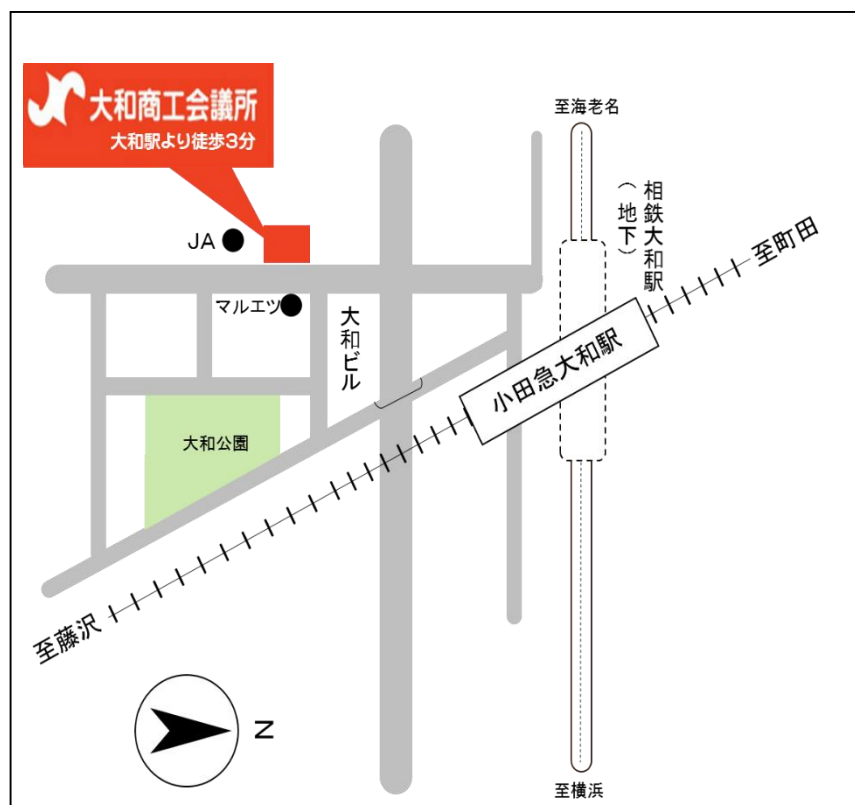 大和商工会議所
大和駅より徒歩3分
至海老名
相鉄大和駅
（地下）
至町田
JA
マルエツ
大和ビル
小田急大和駅
大和公園
至藤沢
N
至横浜